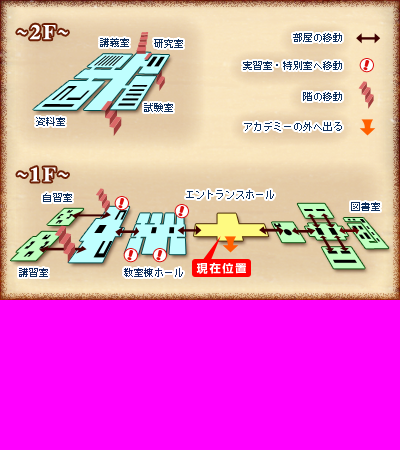 ~2F~
講義室
研究室
資料室
試験室
部屋の移動
実習室・特別室へ移動
階の移動
アカデミーの外へ出る
~1F~
自習室
エントランスホール
図書室
講習室
教室棟ホール
現在位置